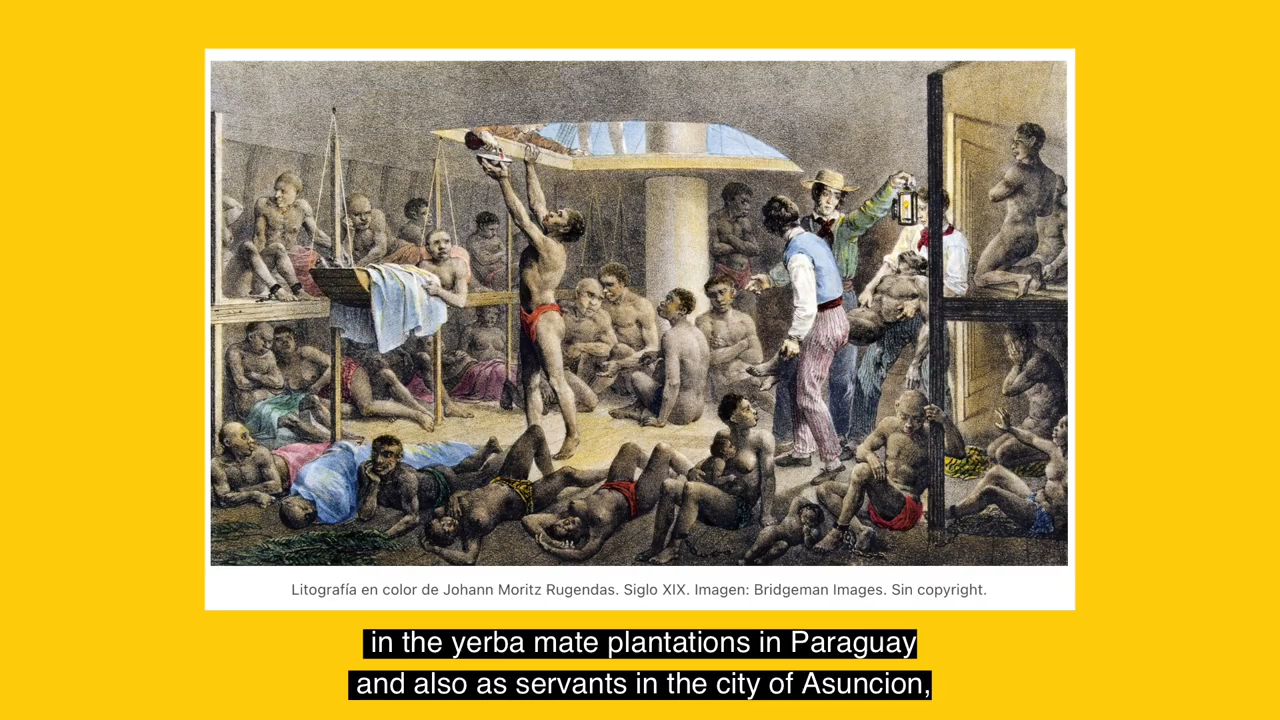 Litografía en color de Johann Moritz Rugendas. Siglo XIX. Imagen: Bridgeman Images. Sin copyright.
in the yerba mate plantations in Paraguay
and also as servants in the city of Asuncion,